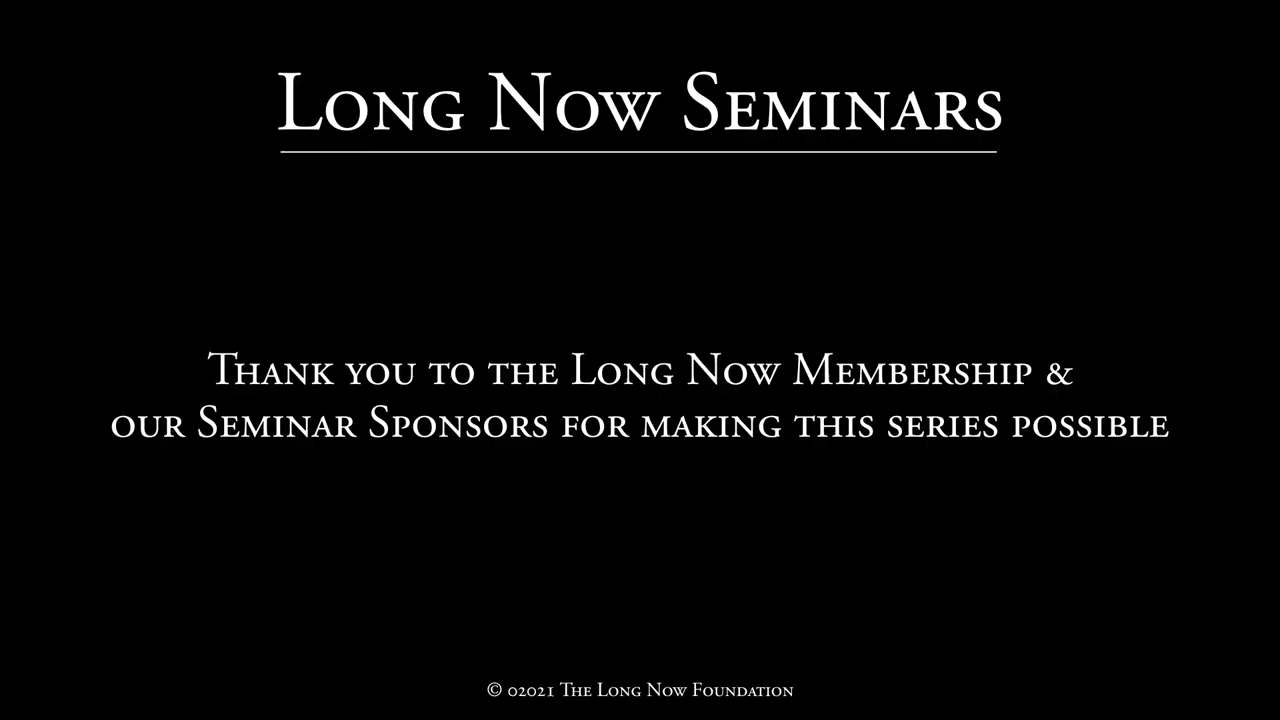 Long Now Seminars
Thank you to the Long Now Membership &
our Seminar Sponsors for making this series possible
© 02021 The Long Now Foundation